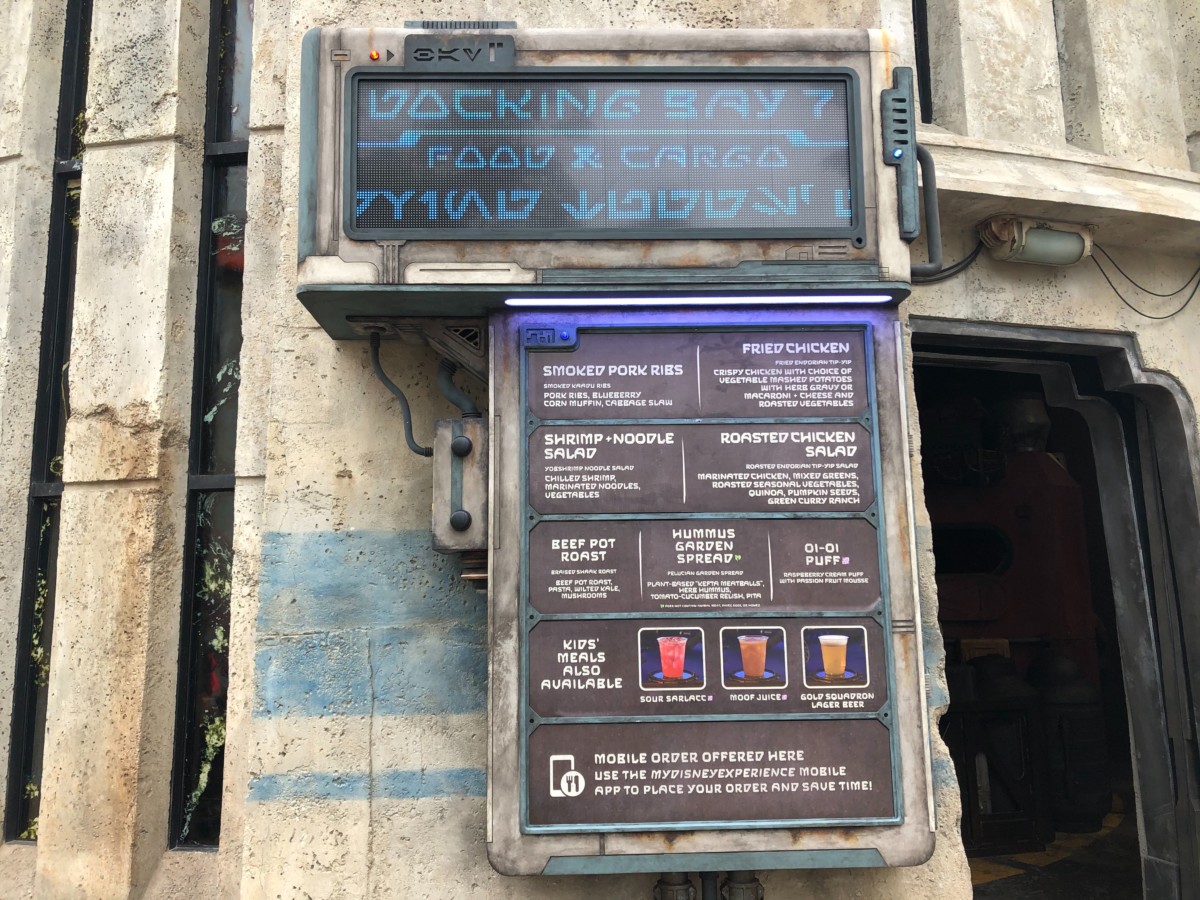 DOCKING BAY 7
FOOD & CARGO
SMOKED PORK RIBS
SMOKED KAADU RIBS
PORK RIBS, BLUEBERRY
CORN MUFFIN, CABBAGE SLAW
FRIED CHICKEN
FRIED ENDORIAN TIP-YIP
CRISPY CHICKEN WITH CHOICE OF
VEGETABLE MASHED POTATOES
WITH HERB GRAVY OR
MACARONI + CHEESE AND
ROASTED VEGETABLES
SHRIMP+NOODLE
SALAD
YOBSHRIMP NOODLE SALAD
CHILLED SHRIMP,
MARINATED NOODLES,
VEGETABLES
ROASTED CHICKEN
SALAD
ROASTED ENDORIAN TIP-YIP SALAD
MARINATED CHICKEN, MIXED GREENS,
ROASTED SEASONAL VEGETABLES,
QUINOA, PUMPKIN SEEDS,
GREEN CURRY RANCH
BEEF POT
ROAST
BRAISED SHAAK ROAST
BEEF POT ROAST,
PASTA, WILTED KALE,
MUSHROOMS
HUMMUS
GARDEN
SPREAD
FELUCIAN GARDEN SPREAD
PLANT-BASED "KEFTA MEATBALLS",
HERB HUMMUS,
TOMATO-CUCUMBER RELISH, PITA
OI-OI
PUFF
RASPBERRY CREAM PUFF
WITH PASSION FRUIT MOUSSE
KIDS'
MEALS
ALSO
AVAILABLE
SOUR SARLACC
MOOF JUICE
GOLD SQUADRON
LAGER BEER
MOBILE ORDER OFFERED HERE
USE THE MYDISNEYEXPERIENCE MOBILE
APP TO PLACE YOUR ORDER AND SAVE TIME!